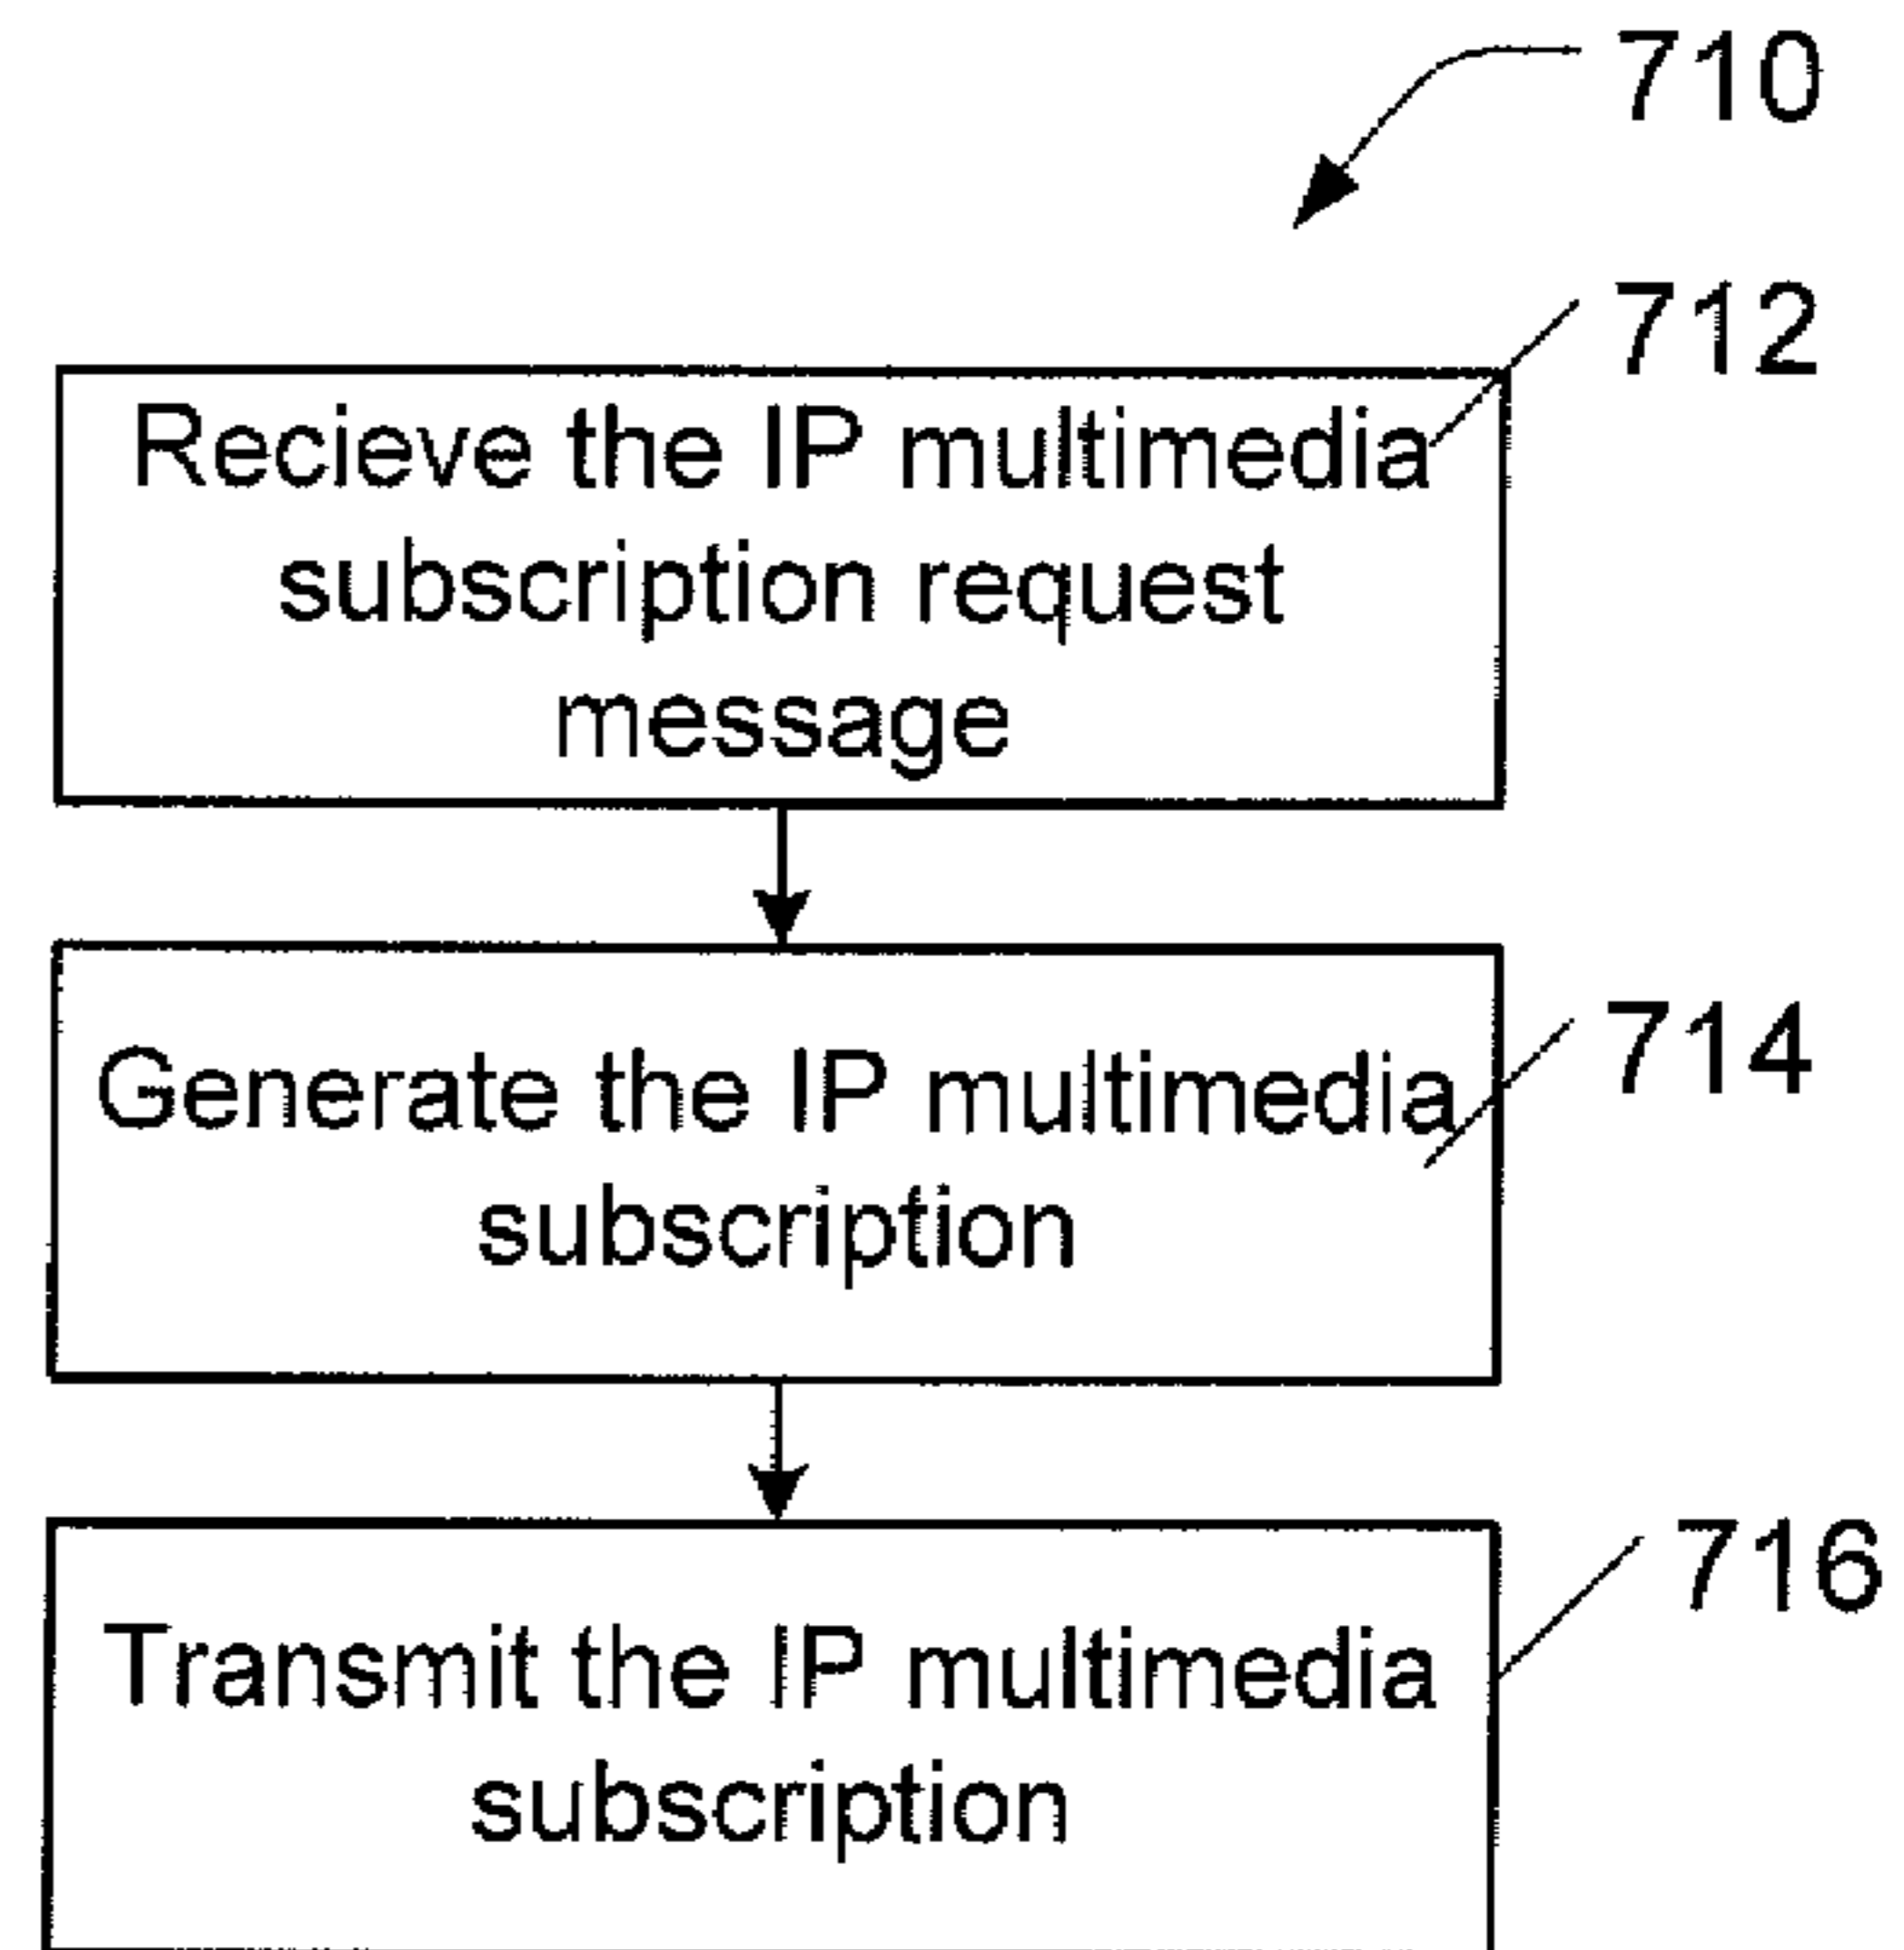 710
712
Recieve the IP multimedia
subscription request
message
714
Generate the IP multimedia
subscription
716
Transmit the IP multimedia
subscription